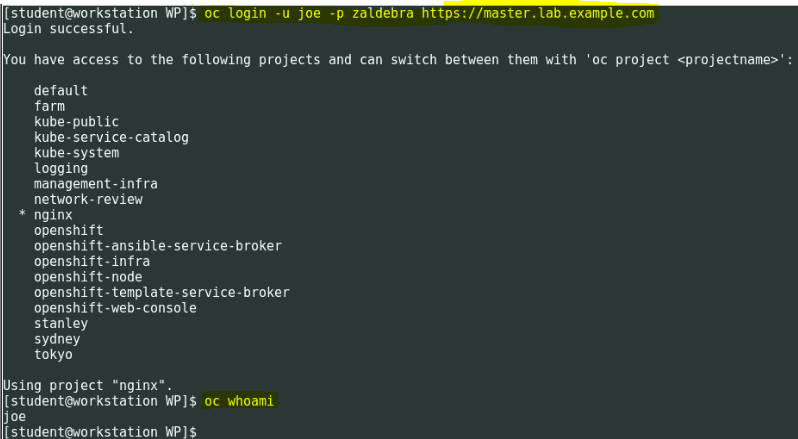 [student@workstation WP]$ oc login -u joe -p zaldebra https://master.lab.example.com
Login successful.
You have access to the following projects and can switch between them with 'oc project <projectname>':
default
farm
kube-public
kube-service-catalog
kube-system
logging
management-infra
network-review
* nginx
openshift
openshift-ansible-service-broker
openshift-infra
openshift-node
openshift-template-service-broker
openshift-web-console
stanley
sydney
tokyo
Using project "nginx".
[student@workstation WP]$ oc whoami
joe
[student@workstation WP]$